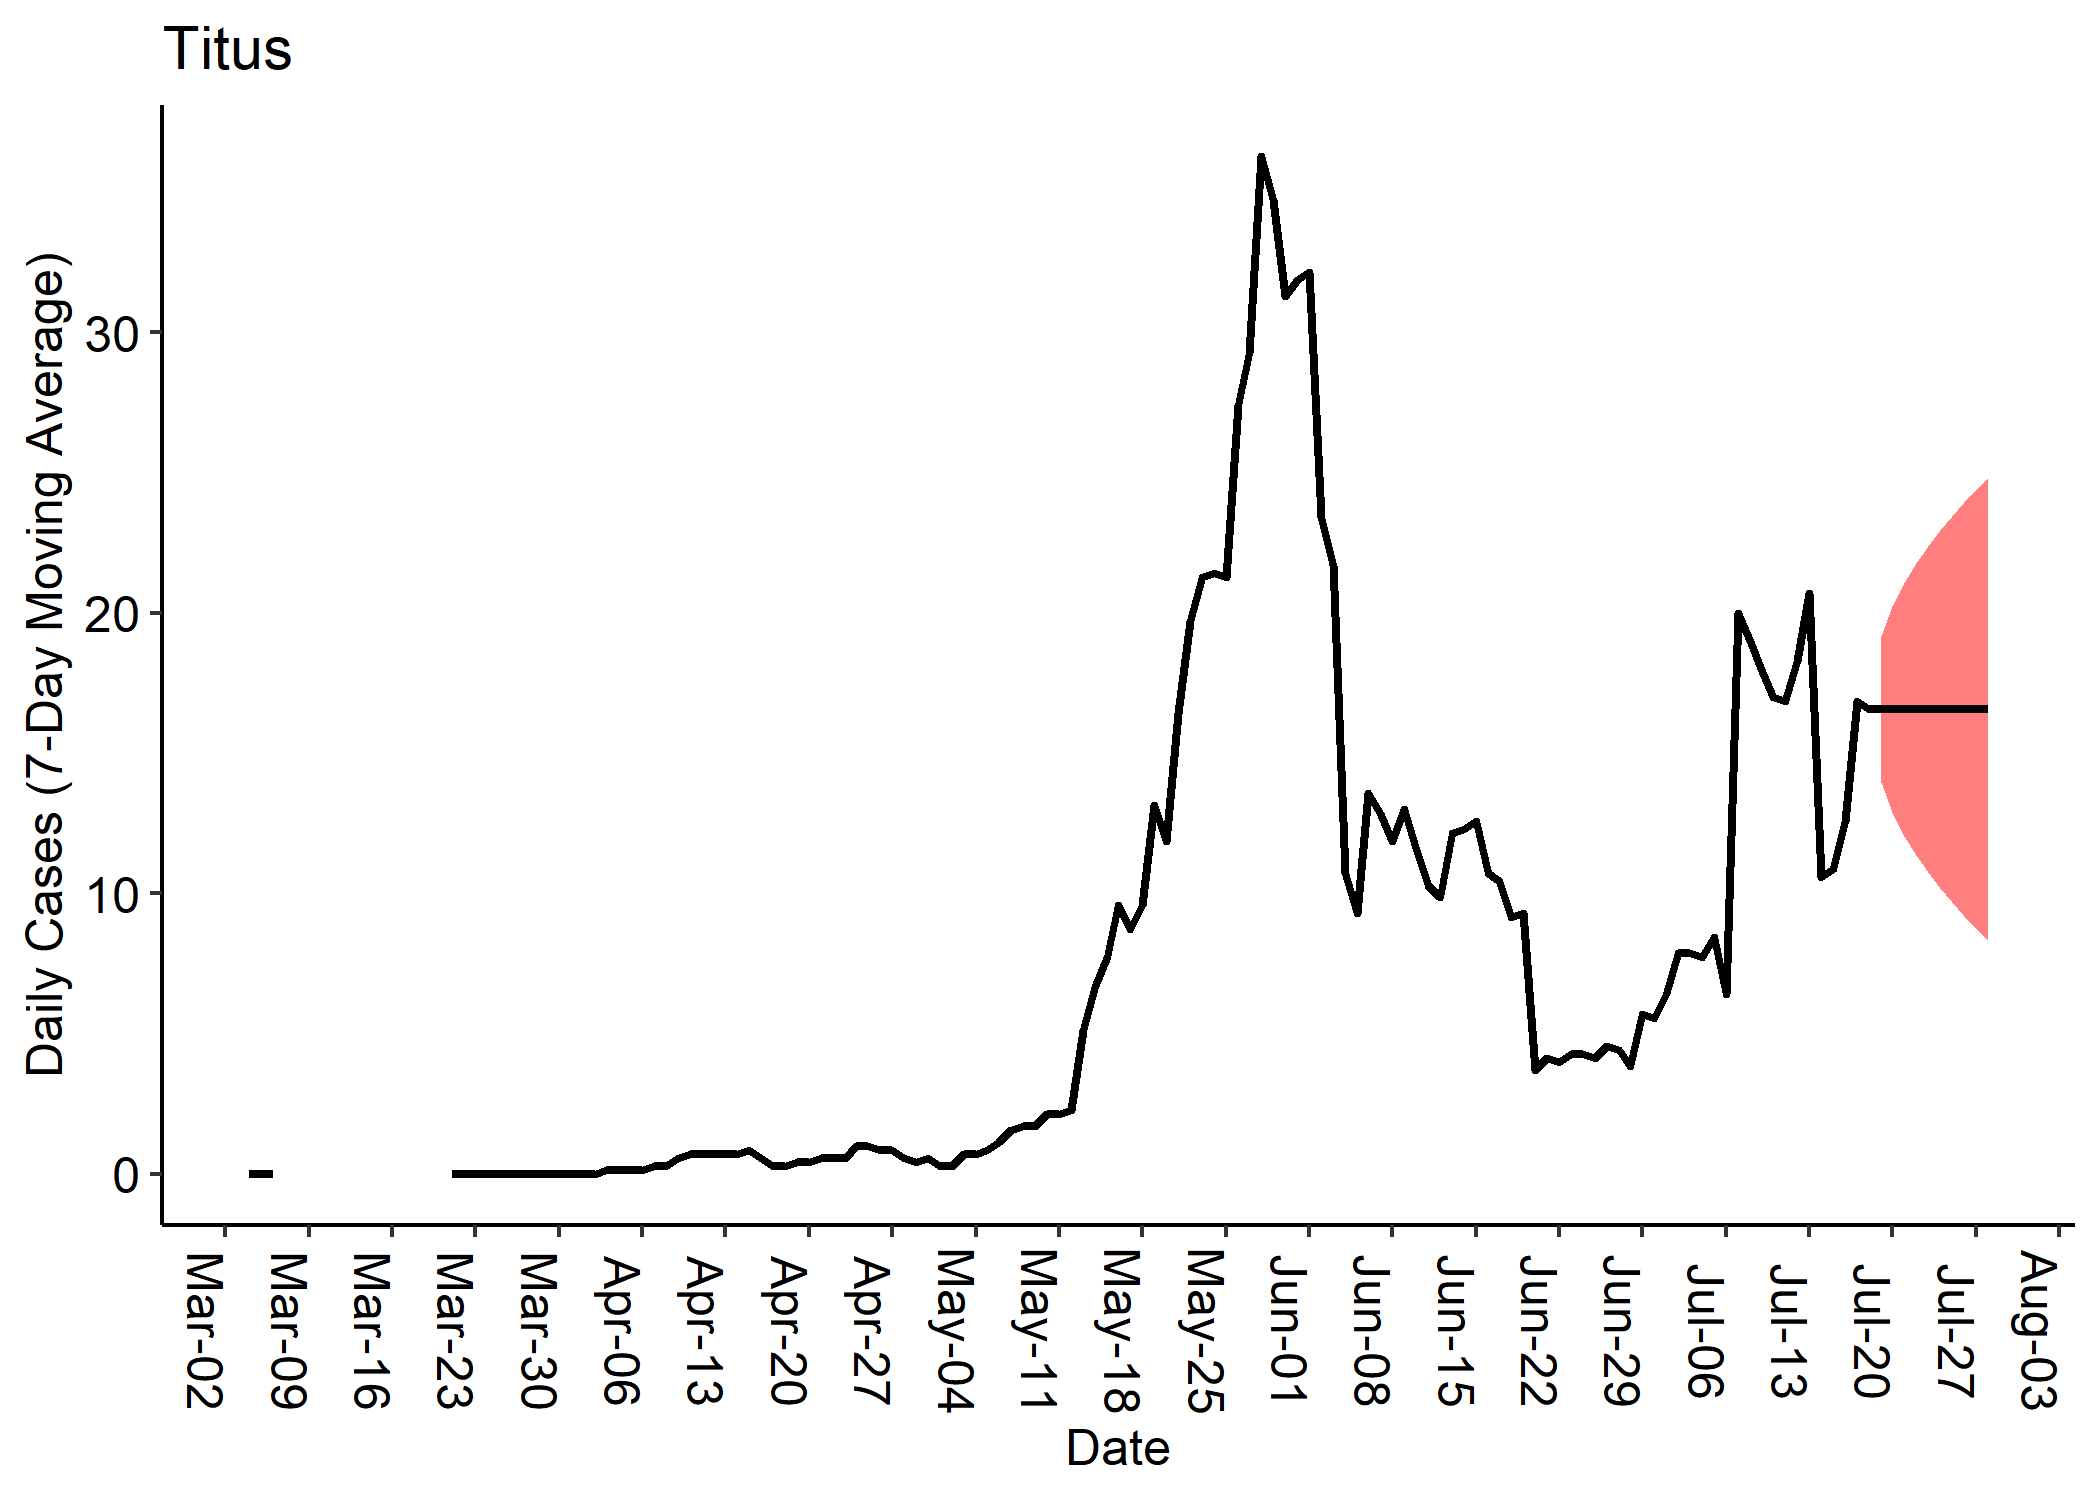 Titus
Daily Cases (7-Day Moving Average)
30
20
10
0
Mar-02
Mar-09
Mar-16
Mar-23
Mar-30
Apr-06
Apr-13
Apr-20
Apr-27
May-04
May-11
May-18
May-25
Jun-01
Jun-08
Jun-15
Jun-22
Jun-29
Jul-06
Jul-13
Jul-20
Jul-27
Aug-03
Date